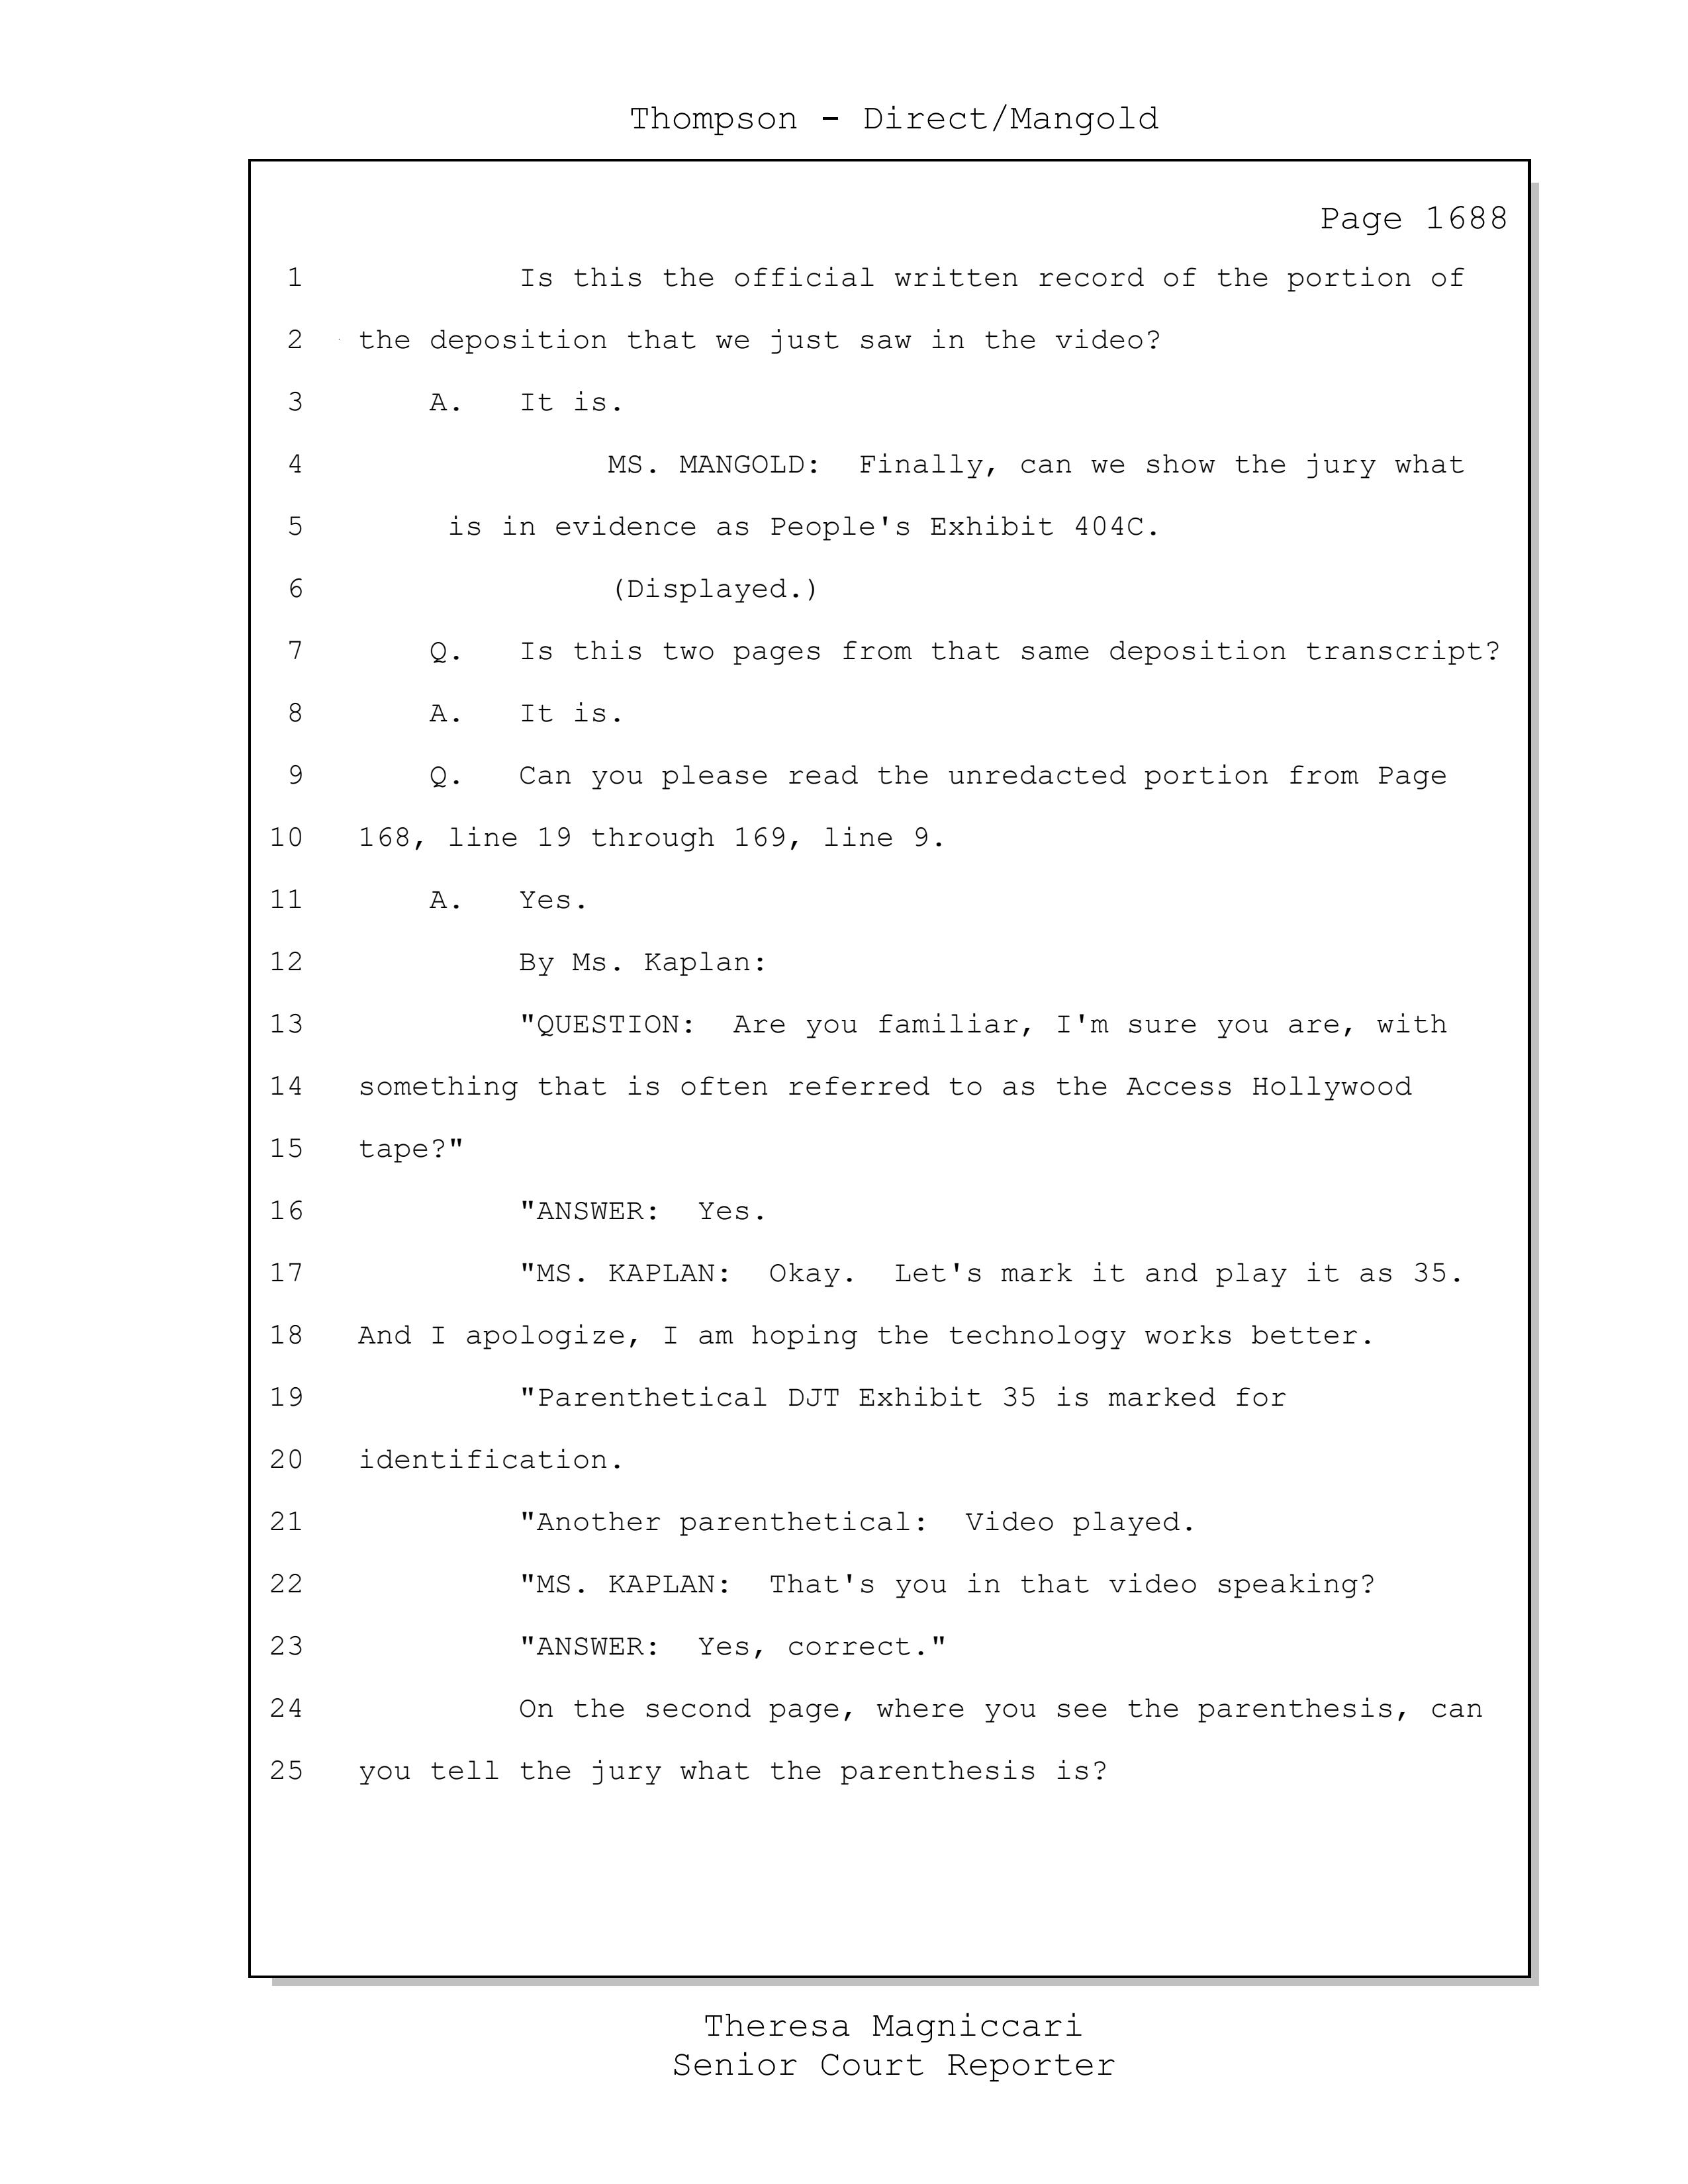 Thompson - Direct/Mangold
Page 1688
1 Is this the official written record of the portion of
2 the deposition that we just saw in the video?
3 A. It is.
4 MS. MANGOLD: Finally, can we show the jury what
5 is in evidence as People's Exhibit 404C.
6 (Displayed.)
7 Q. Is this two pages from that same deposition transcript?
8 A. It is.
9 Q. Can you please read the unredacted portion from Page
10 168, line 19 through 169, line 9.
11 A. Yes.
12 By Ms. Kaplan:
13 "QUESTION: Are you familiar, I'm sure you are, with
14 something that is often referred to as the Access Hollywood
15 tape?"
16 "ANSWER: Yes.
17 "MS. KAPLAN: Okay. Let's mark it and play it as 35.
18 And I apologize, I am hoping the technology works better.
19 "Parenthetical DJT Exhibit 35 is marked for
20 identification.
21 "Another parenthetical: Video played.
22 "MS. KAPLAN: That's you in that video speaking?
23 "ANSWER: Yes, correct."
24 On the second page, where you see the parenthesis, can
25 you tell the jury what the parenthesis is?
Theresa Magniccari
Senior Court Reporter